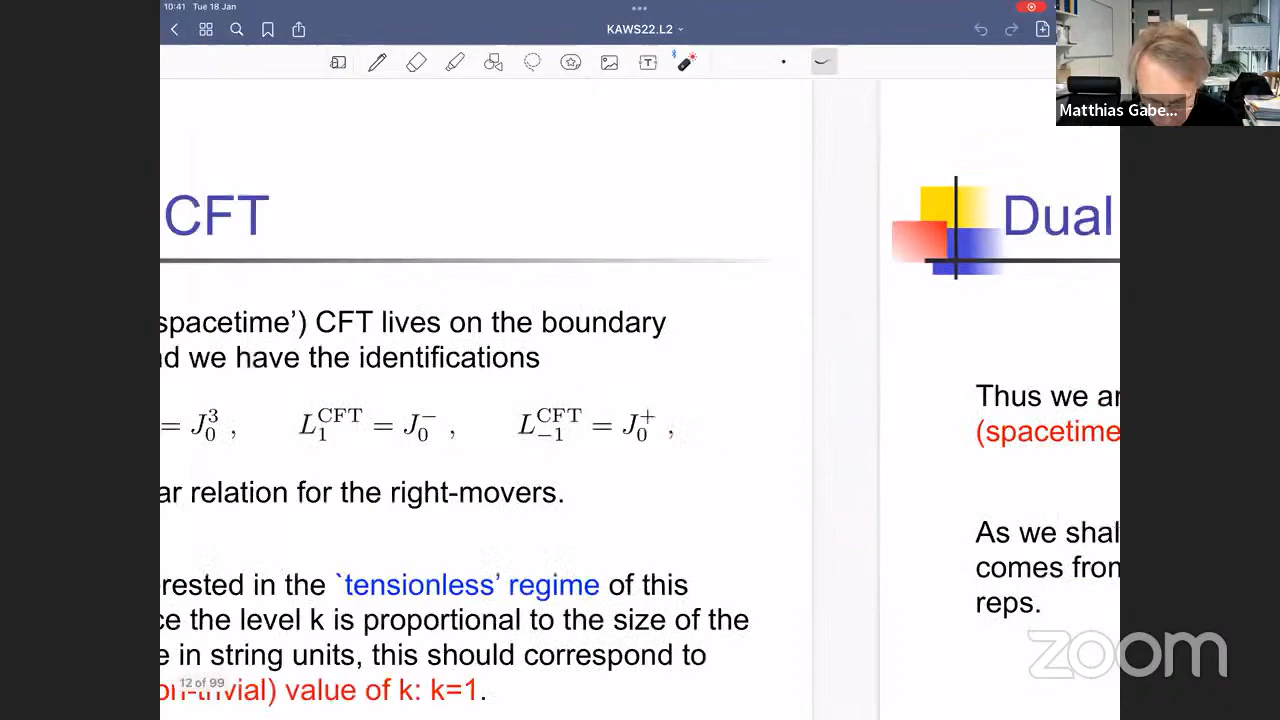 10:41 Tue 18 Jan
KAWS22.L2
Matthias Gabe...
CFT
spacetime’) CFT lives on the boundary
nd we have the identifications
= J_0^3 , L_1^{CFT} = J_0^- , L_{-1}^{CFT} = J_0^+ ,
ar relation for the right-movers.
rested in the `tensionless’ regime of this
ce the level k is proportional to the size of the
e in string units, this should correspond to
on-trivial) value of k: k=1.
12 of 99
Dual
Thus we ar
(spacetime
As we shal
comes from
reps.
zoom